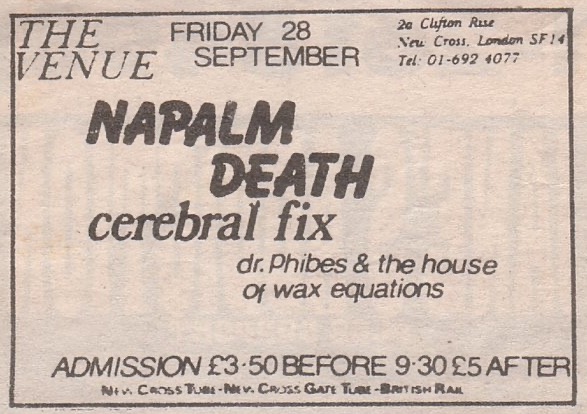 THE VENUE
FRIDAY 28 SEPTEMBER
2a Clifton Rise
New Cross, London SE14
Tel: 01-692 4077
NAPALM
DEATH
cerebral fix
dr. Phibes & the house
of wax equations
ADMISSION £3·50 BEFORE 9·30 £5 AFTER
NEW CROSS TUBE - NEW CROSS GATE TUBE - BRITISH RAIL